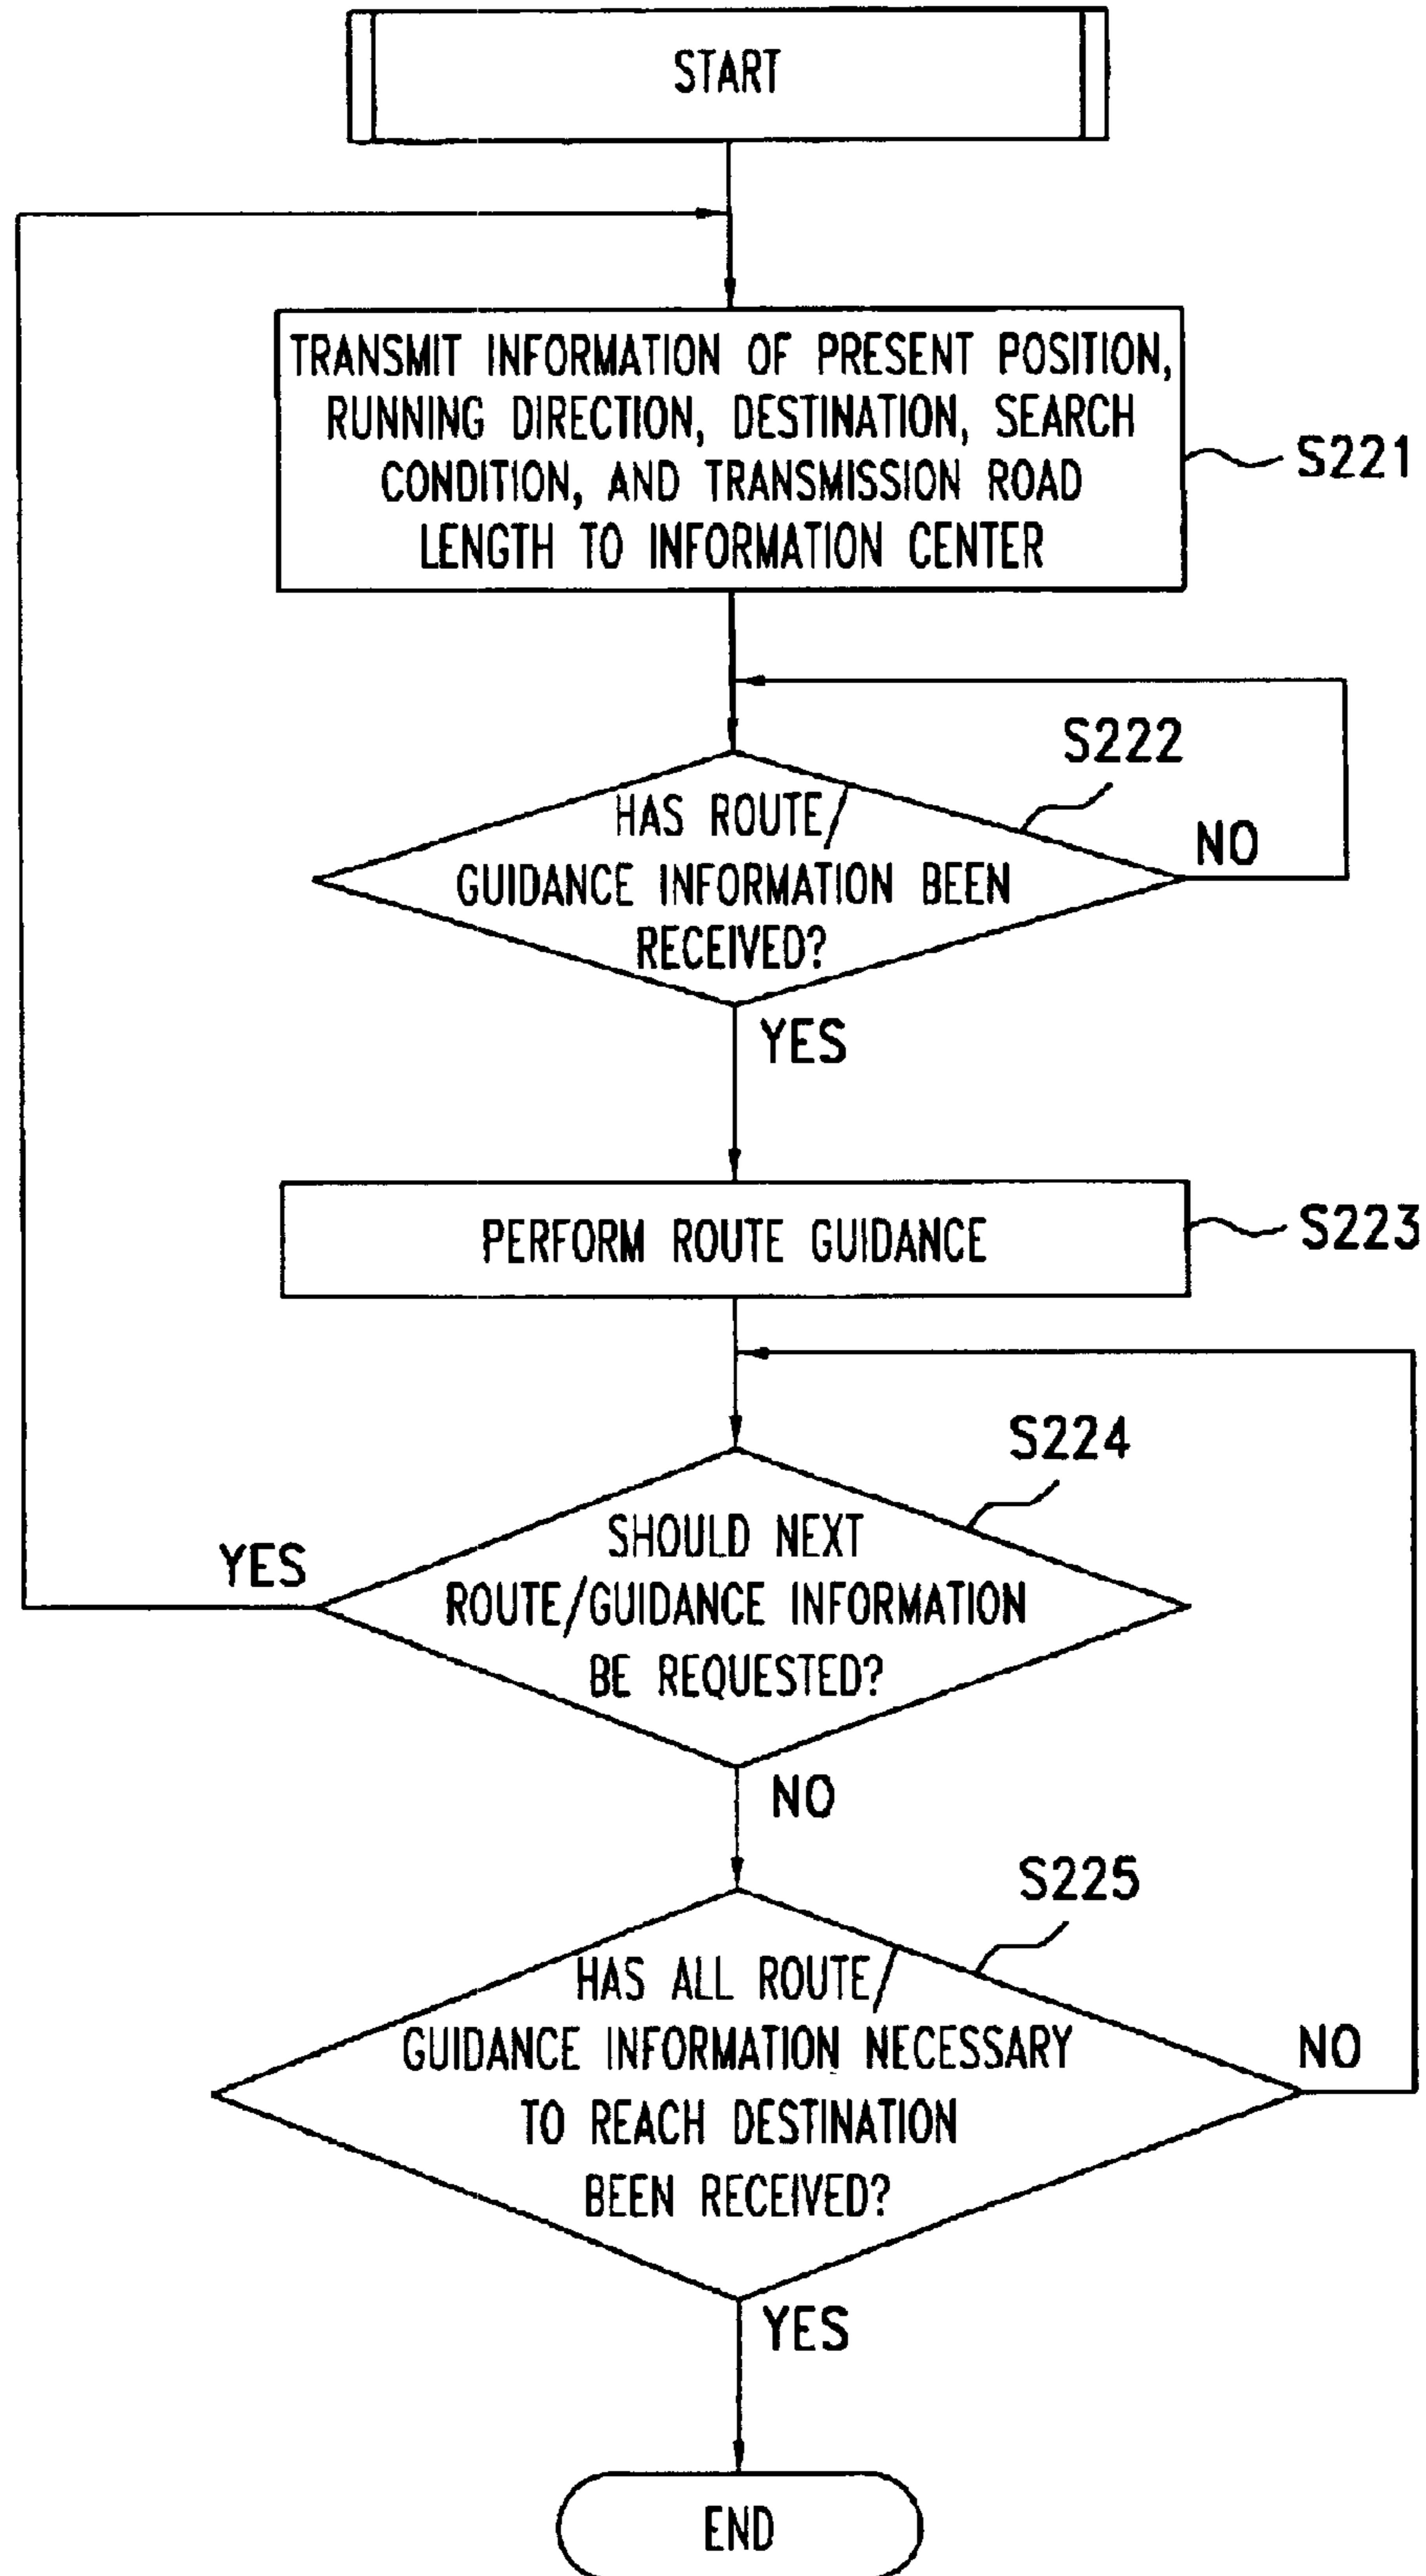 START
TRANSMIT INFORMATION OF PRESENT POSITION,
RUNNING DIRECTION, DESTINATION, SEARCH
CONDITION, AND TRANSMISSION ROAD
LENGTH TO INFORMATION CENTER
S221
S222
HAS ROUTE/
GUIDANCE INFORMATION BEEN
RECEIVED?
NO
YES
PERFORM ROUTE GUIDANCE
S223
S224
SHOULD NEXT
ROUTE/GUIDANCE INFORMATION
BE REQUESTED?
YES
NO
S225
HAS ALL ROUTE/
GUIDANCE INFORMATION NECESSARY
TO REACH DESTINATION
BEEN RECEIVED?
NO
YES
END